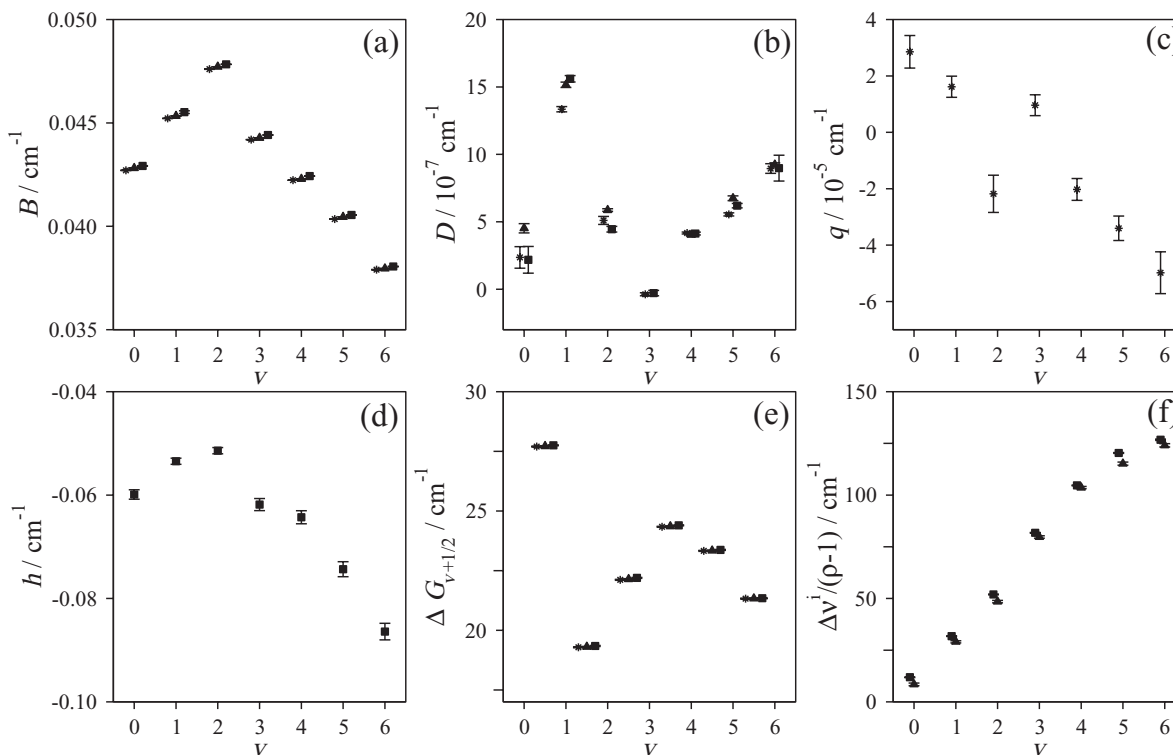 0.050
0.045
0.040
0.035
B / cm-1
(a)
0 1 2 3 4 5 6
v
20
15
10
5
0
D / 10-7 cm-1
(b)
0 1 2 3 4 5 6
v
4
2
0
-2
-4
-6
q / 10-5 cm-1
(c)
0 1 2 3 4 5 6
v
-0.04
-0.06
-0.08
-0.10
h / cm-1
(d)
0 1 2 3 4 5 6
v
30
25
20
Δ Gv+1/2 / cm-1
(e)
0 1 2 3 4 5 6
v
150
100
50
0
Δνi/(ρ-1) / cm-1
(f)
0 1 2 3 4 5 6
v